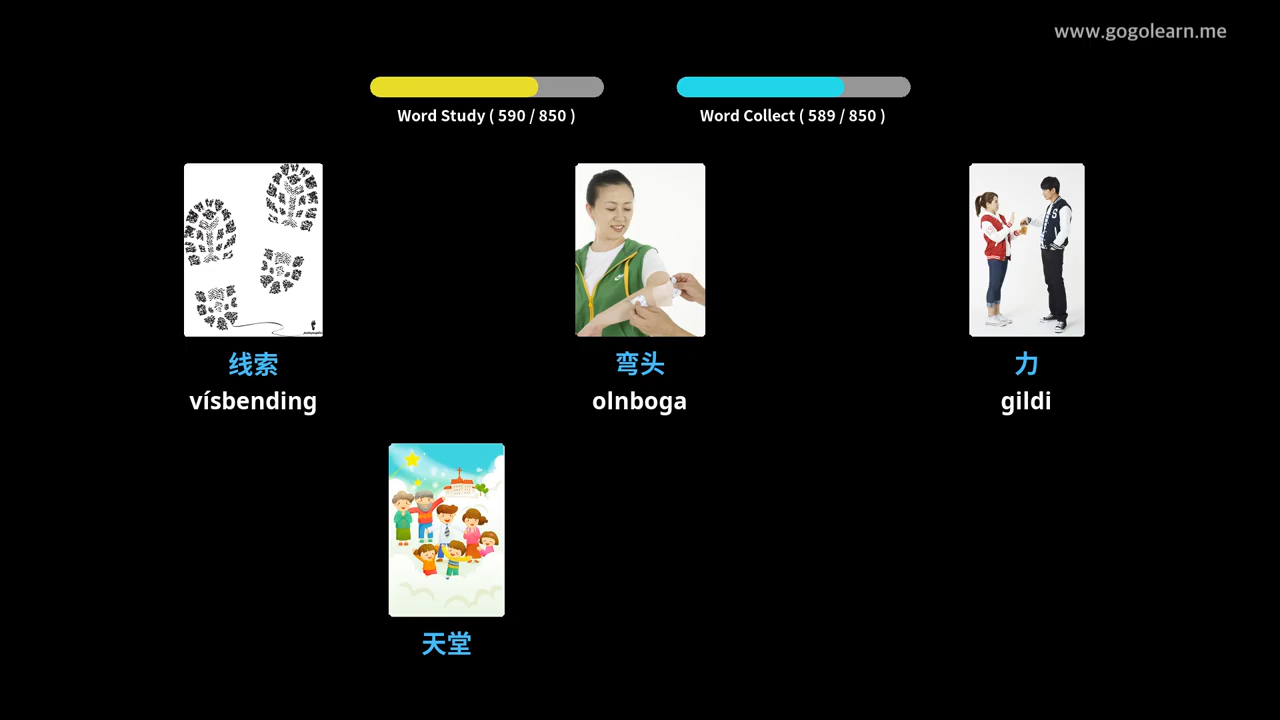 www.gogolearn.me
Word Study ( 590 / 850 )
Word Collect ( 589 / 850 )
线索
vísbending
弯头
olnboga
力
gildi
天堂